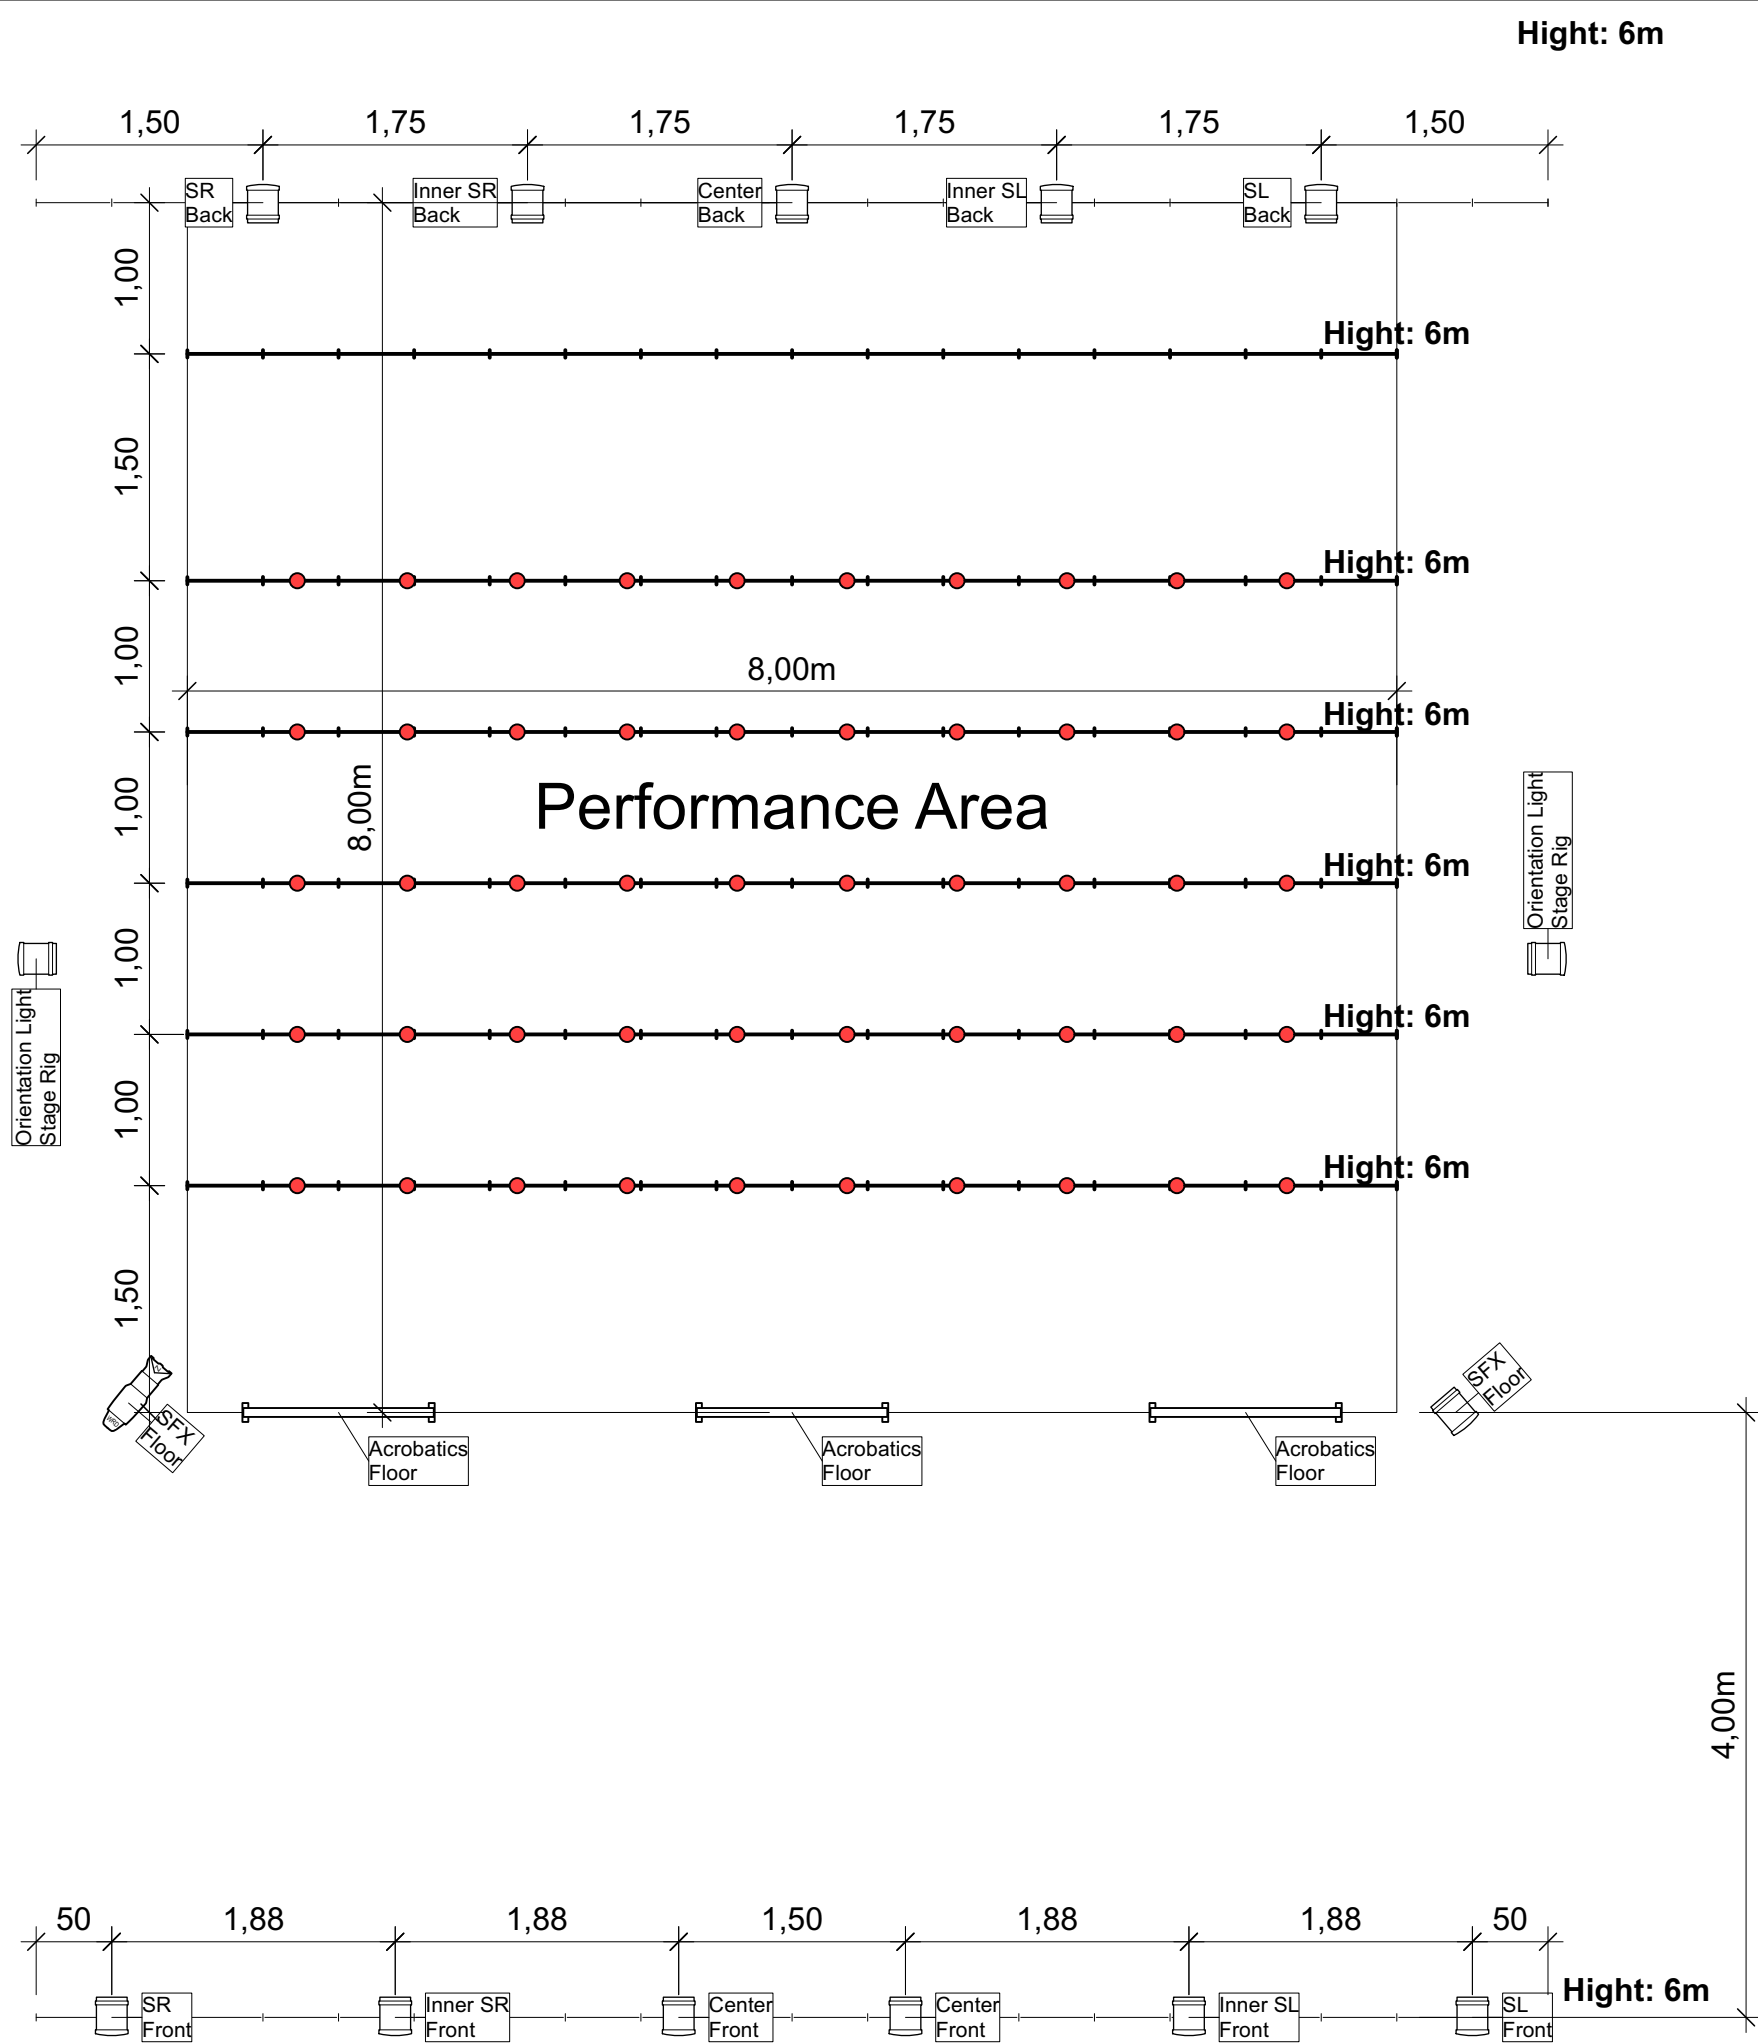 Hight: 6m
1,50
1,75
1,75
1,75
1,75
1,50
SR
Back
Inner SR
Back
Center
Back
Inner SL
Back
SL
Back
1,00
Hight: 6m
1,50
Hight: 6m
1,00
8,00m
Hight: 6m
1,00
8,00m
Performance Area
Orientation Light
Stage Rig
Hight: 6m
1,00
Orientation Light
Stage Rig
Hight: 6m
1,00
Hight: 6m
1,50
SFX
Floor
SFX
Floor
Acrobatics
Floor
Acrobatics
Floor
Acrobatics
Floor
4,00m
50
1,88
1,88
1,50
1,88
1,88
50
Hight: 6m
SR
Front
Inner SR
Front
Center
Front
Center
Front
Inner SL
Front
SL
Front